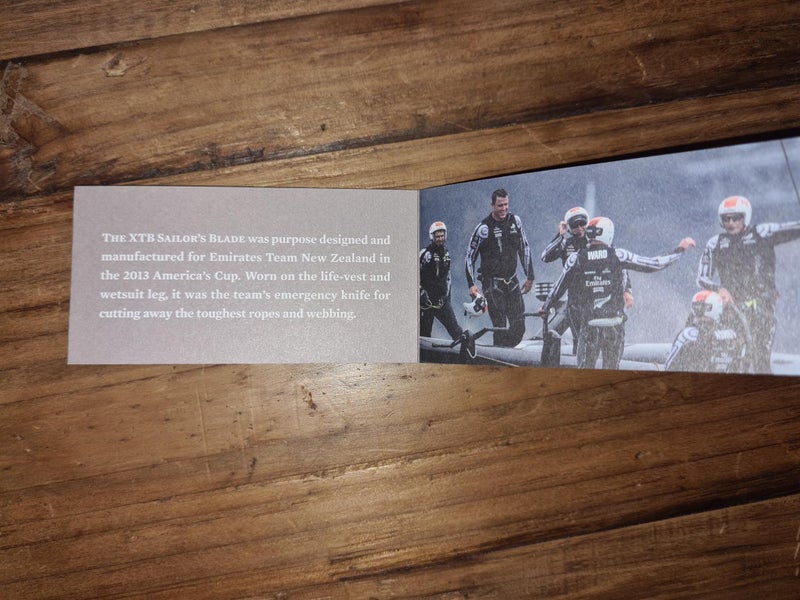 The XTB Sailor's Blade was purpose designed and
manufactured for Emirates Team New Zealand in
the 2013 America's Cup. Worn on the life-vest and
wetsuit leg, it was the team's emergency knife for
cutting away the toughest ropes and webbing.
WARD
Fly
Emirates